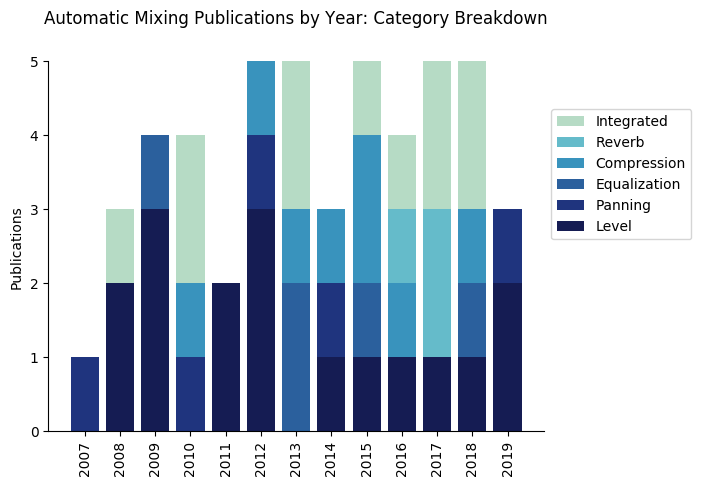 Automatic Mixing Publications by Year: Category Breakdown
5
4
3
2
1
0
Publications
2007
2008
2009
2010
2011
2012
2013
2014
2015
2016
2017
2018
2019
Integrated
Reverb
Compression
Equalization
Panning
Level